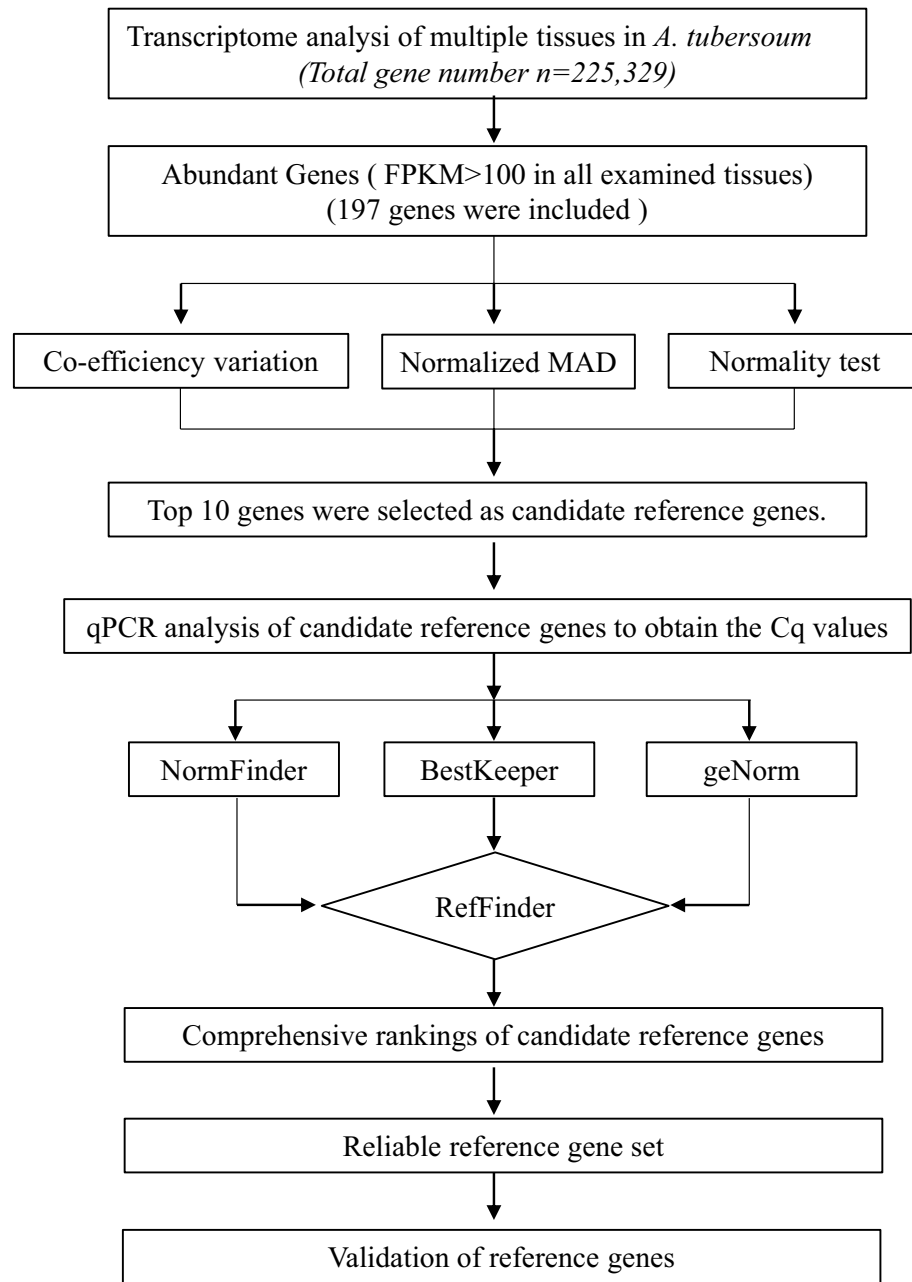 Transcriptome analysi of multiple tissues in A. tubersoum
(Total gene number n=225,329)
Abundant Genes ( FPKM>100 in all examined tissues)
(197 genes were included )
Co-efficiency variation
Normalized MAD
Normality test
Top 10 genes were selected as candidate reference genes.
qPCR analysis of candidate reference genes to obtain the Cq values
NormFinder
BestKeeper
geNorm
RefFinder
Comprehensive rankings of candidate reference genes
Reliable reference gene set
Validation of reference genes